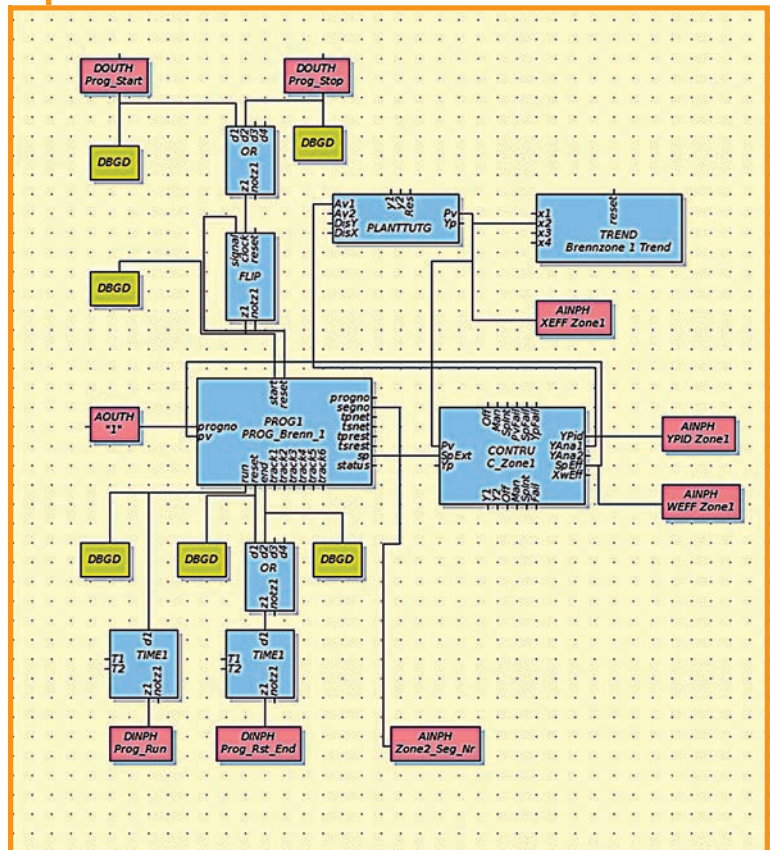 DOUTH
Prog_Start
DOUTH
Prog_Stop
DBGD
DBGD
d1
d2
d3
d4
OR
z1
notz1
signal
clock
reset
FLIP
z1
notz1
DBGD
Av1
Av2
DisY
DisX
Y1
Y2
Res
Pv
Yp
PLANTTUTG
x1
x2
x3
x4
reset
TREND
Brennzone 1 Trend
AINPH
XEFF Zone1
AOUTH
"1"
start
reset
progno
pv
PROG1
PROG_Brenn_1
progno
segno
tpnet
tsnet
tprest
tsrest
sp
status
run
reset
end
track1
track2
track3
track4
track5
track6
Off
Man
SpInt
PvFail
SpFail
YpFail
Pv
SpExt
Yp
CONTRU
C_Zone1
YPid
YAna1
YAna2
SpEff
XwEff
Y1
Y2
Off
Man
SpInt
Fail
AINPH
YPID Zone1
AINPH
WEFF Zone1
DBGD
DBGD
d1
d2
d3
d4
OR
z1
notz1
DBGD
d1
T1
T2
TIME1
z1
notz1
d1
T1
T2
TIME1
z1
notz1
DINPH
Prog_Run
DINPH
Prog_Rst_End
AINPH
Zone2_Seg_Nr